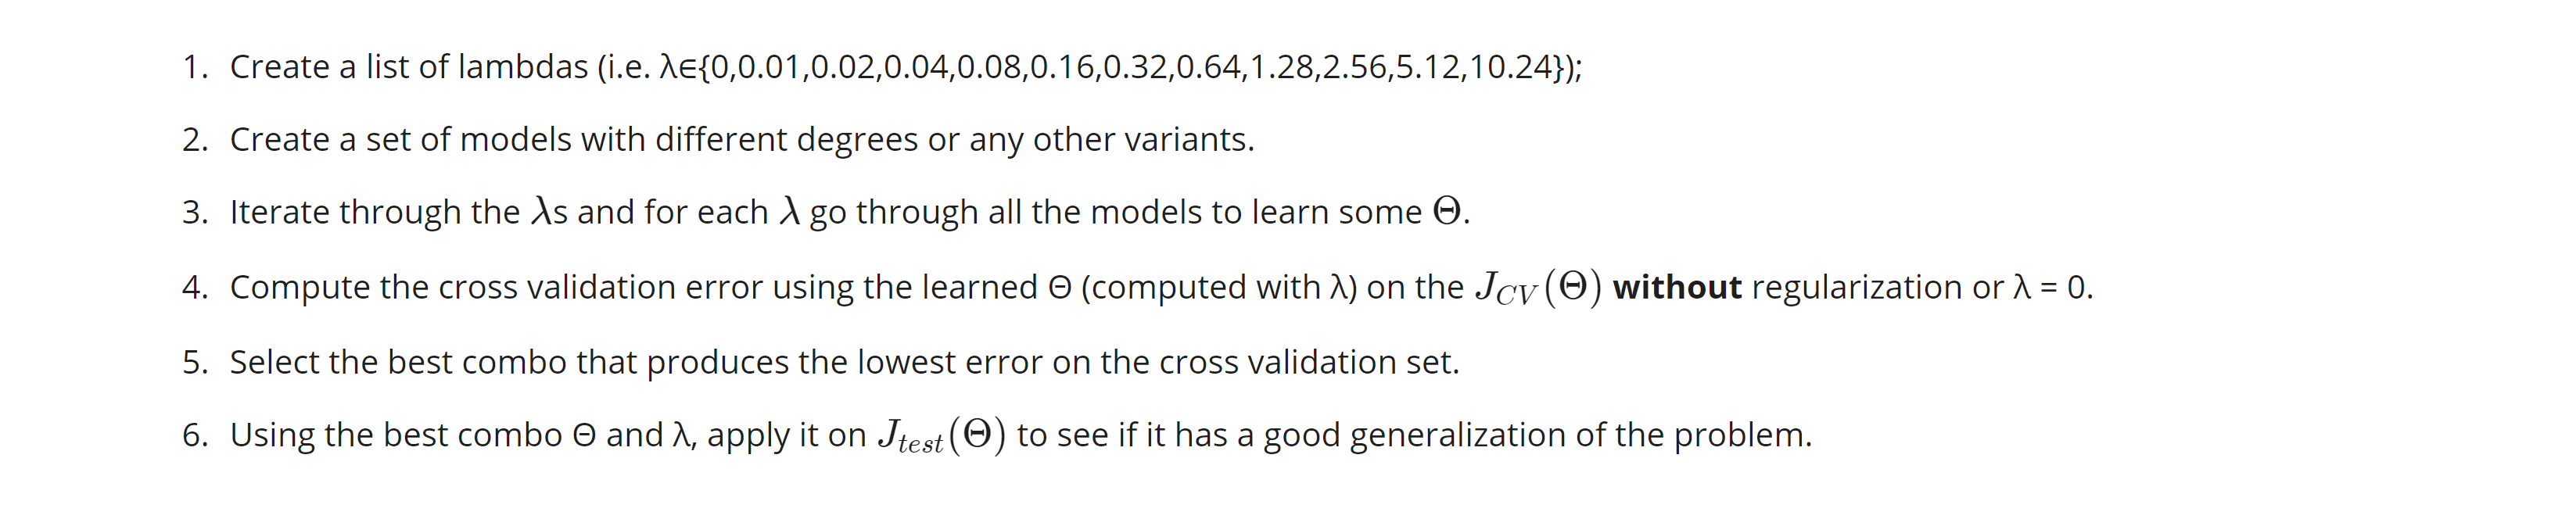 1. Create a list of lambdas (i.e. λ∈{0,0.01,0.02,0.04,0.08,0.16,0.32,0.64,1.28,2.56,5.12,10.24});
2. Create a set of models with different degrees or any other variants.
3. Iterate through the λs and for each λ go through all the models to learn some Θ.
4. Compute the cross validation error using the learned Θ (computed with λ) on the J_{CV}(Θ) without regularization or λ = 0.
5. Select the best combo that produces the lowest error on the cross validation set.
6. Using the best combo Θ and λ, apply it on J_{test}(Θ) to see if it has a good generalization of the problem.